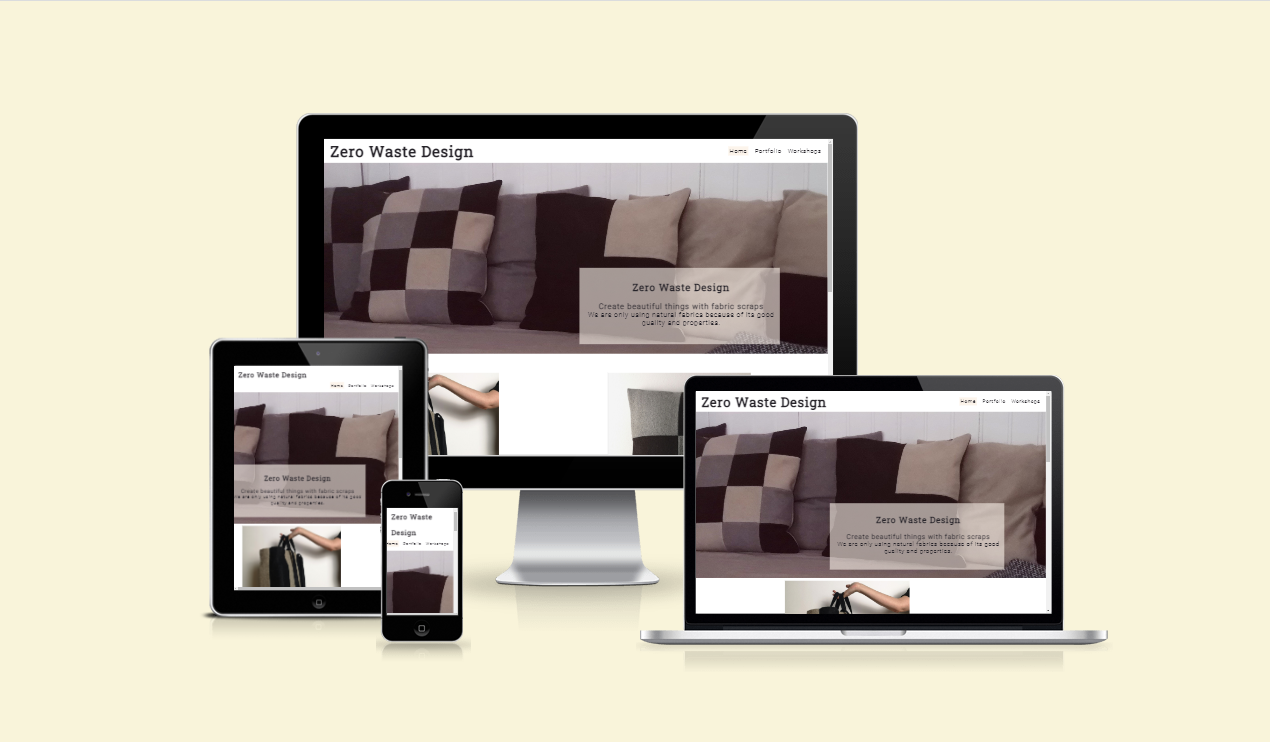 Zero Waste Design
Home Portfolio Workshops
Zero Waste Design
Create beautiful things with fabric scraps
We are only using natural fabrics because of its good
quality and properties.
Zero Waste Design
Home Portfolio Workshops
Zero Waste Design
Create beautiful things with fabric scraps
We are only using natural fabrics because of its good
quality and properties.
Zero Waste
Design
Home Portfolio Workshops
Zero Waste Design
Home Portfolio Workshops
Zero Waste Design
Create beautiful things with fabric scraps
We are only using natural fabrics because of its good
quality and properties.